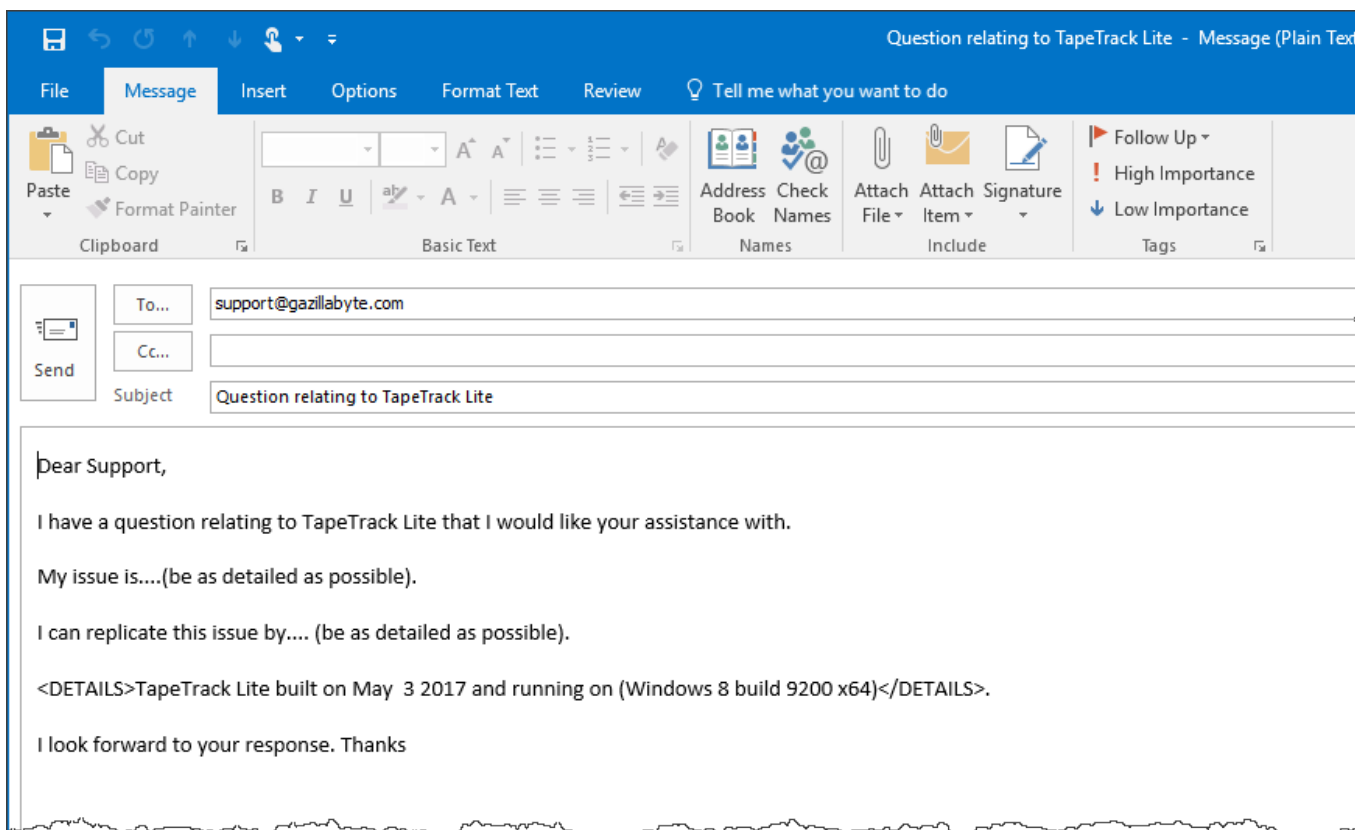 Question relating to TapeTrack Lite - Message (Plain Text
File Message Insert Options Format Text Review Tell me what you want to do
Paste
Cut
Copy
Format Painter
Clipboard
B I U
Basic Text
Address Book
Check Names
Names
Attach File
Attach Item
Signature
Include
Follow Up
High Importance
Low Importance
Tags
Send
To... support@gazillabyte.com
Cc...
Subject Question relating to TapeTrack Lite
Dear Support,
I have a question relating to TapeTrack Lite that I would like your assistance with.
My issue is....(be as detailed as possible).
I can replicate this issue by.... (be as detailed as possible).
<DETAILS>TapeTrack Lite built on May  3 2017 and running on (Windows 8 build 9200 x64)</DETAILS>.
I look forward to your response. Thanks